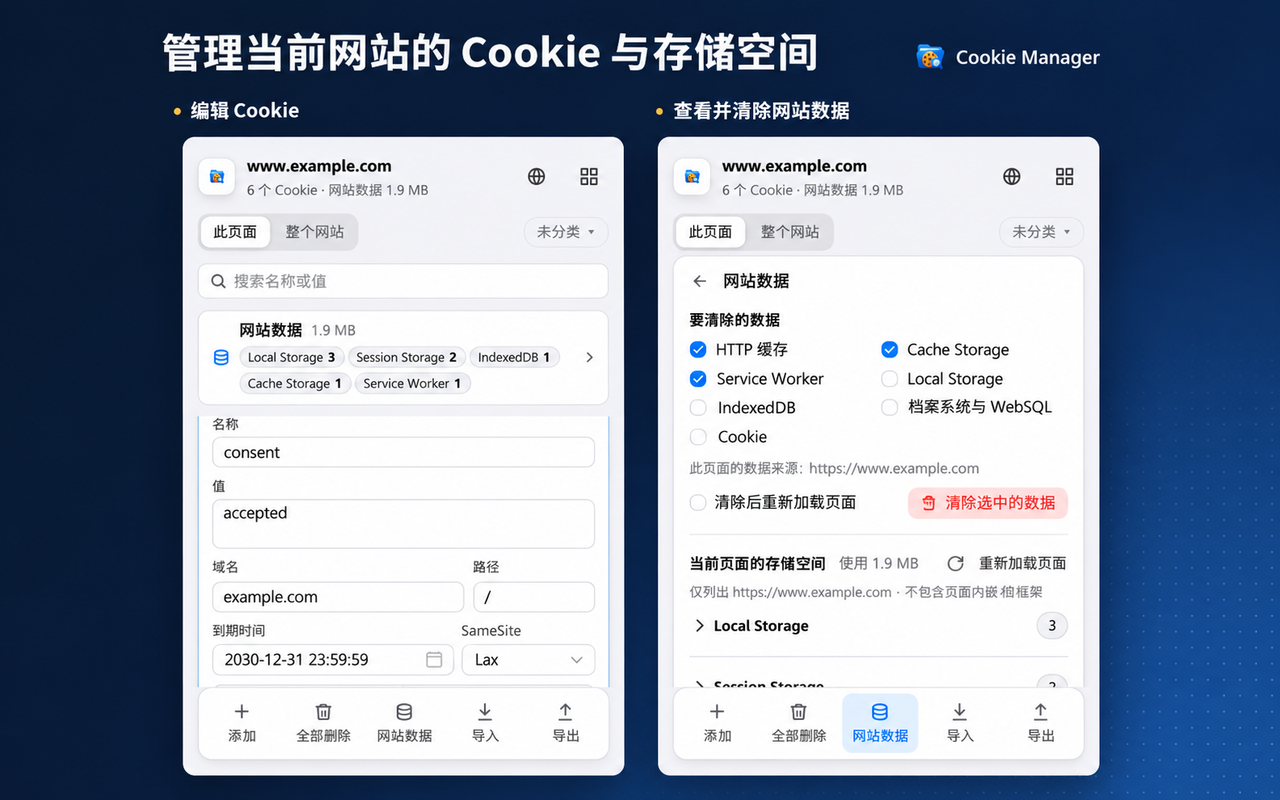 管理当前网站的 Cookie 与存储空间
Cookie Manager
编辑 Cookie
www.example.com
6 个 Cookie · 网站数据 1.9 MB
此页面
整个网站
未分类
搜索名称或值
网站数据 1.9 MB
Local Storage 3
Session Storage 2
IndexedDB 1
Cache Storage 1
Service Worker 1
名称
consent
值
accepted
域名
路径
example.com
/
到期时间
SameSite
2030-12-31 23:59:59
Lax
添加
全部删除
网站数据
导入
导出
查看并清除网站数据
www.example.com
6 个 Cookie · 网站数据 1.9 MB
此页面
整个网站
未分类
网站数据
要清除的数据
HTTP 缓存
Cache Storage
Service Worker
Local Storage
IndexedDB
档案系统与 WebSQL
Cookie
此页面的数据来源：https://www.example.com
清除后重新加载页面
清除选中的数据
当前页面的存储空间 使用 1.9 MB
重新加载页面
仅列出 https://www.example.com · 不包含页面内嵌框架
Local Storage
3
Session Storage
2
添加
全部删除
网站数据
导入
导出